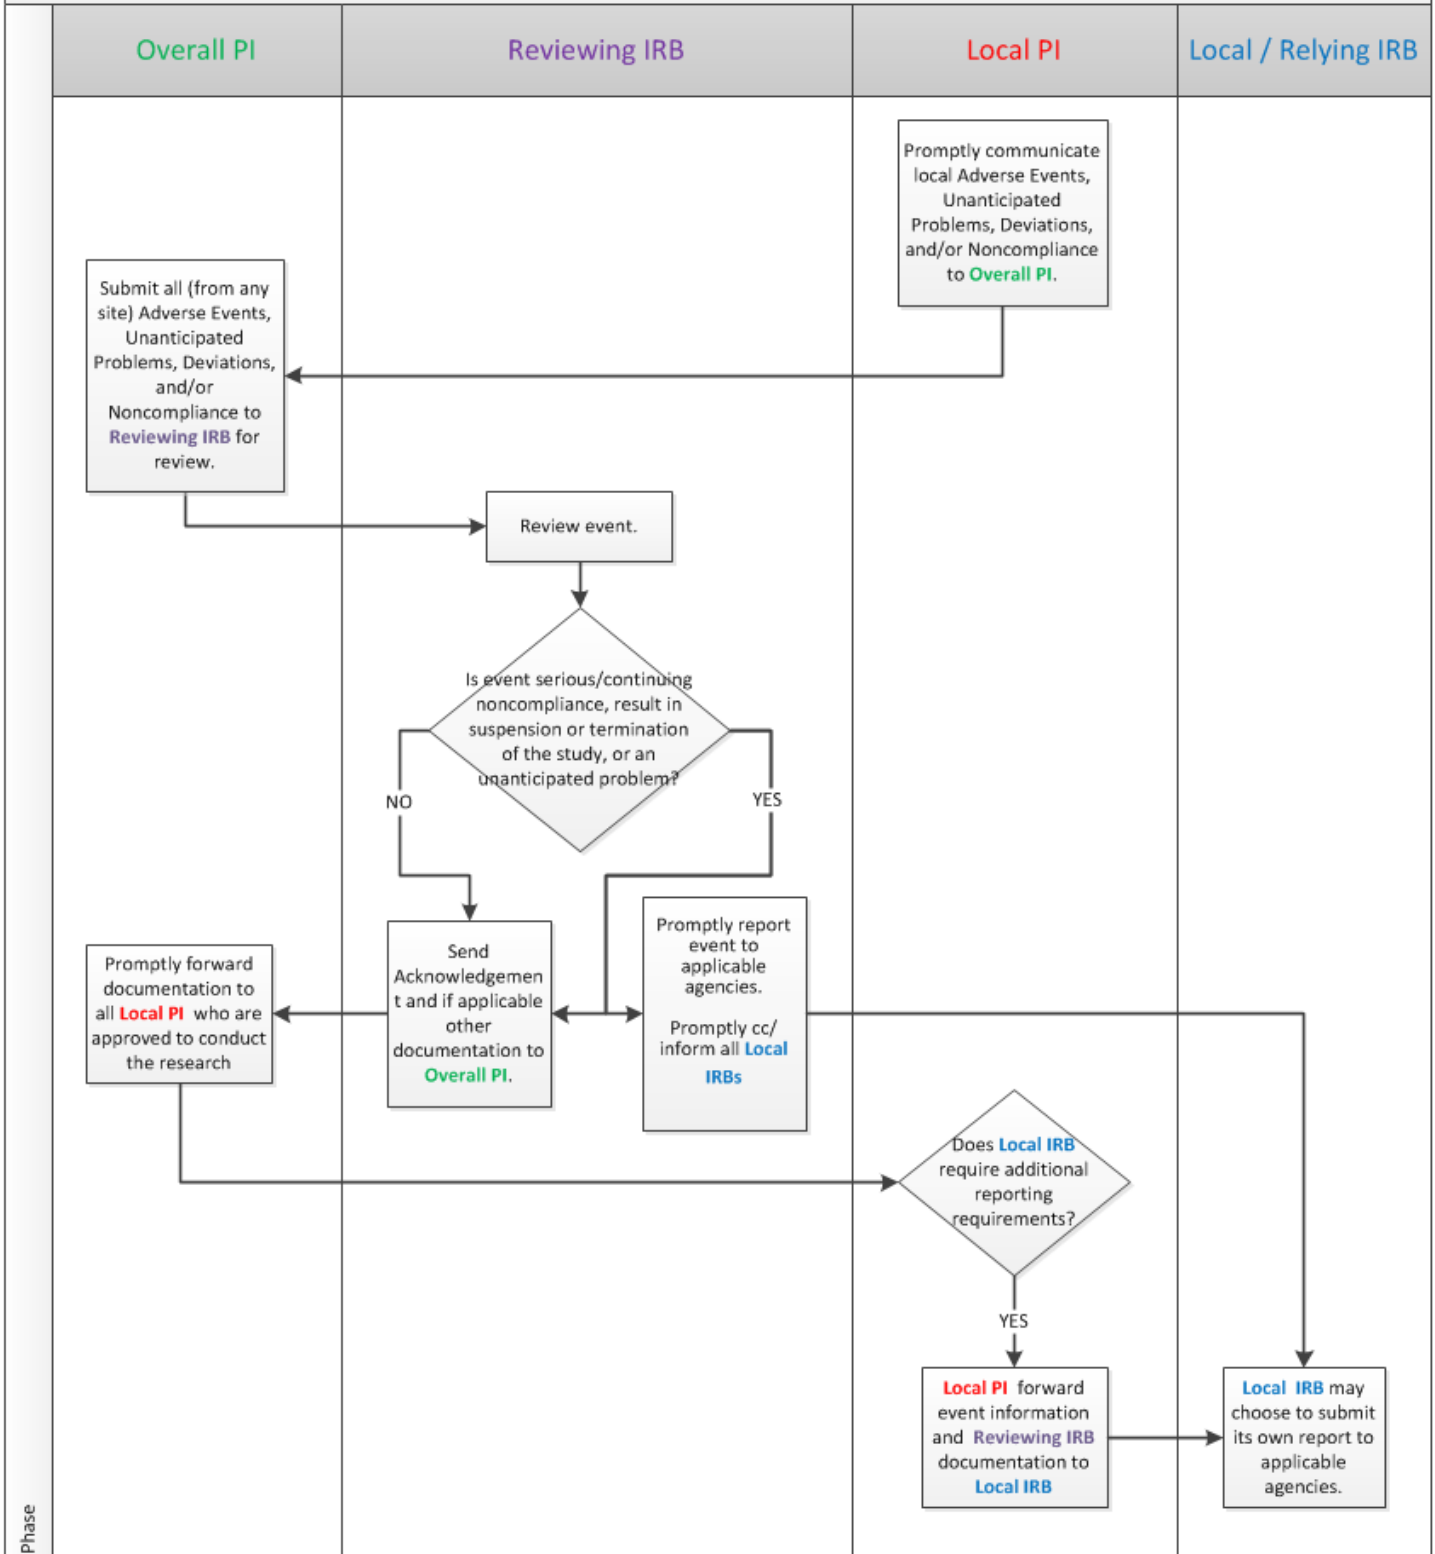 Overall PI
Reviewing IRB
Local PI
Local / Relying IRB
Promptly communicate
local Adverse Events,
Unanticipated
Problems, Deviations,
and/or Noncompliance
to Overall PI.
Submit all (from any
site) Adverse Events,
Unanticipated
Problems, Deviations,
and/or
Noncompliance to
Reviewing IRB for
review.
Review event.
Is event serious/continuing
noncompliance, result in
suspension or termination
of the study, or an
unanticipated problem?
NO
YES
Send
Acknowledgemen
t and if applicable
other
documentation to
Overall PI.
Promptly report
event to
applicable
agencies.
Promptly cc/
inform all Local
IRBs
Promptly forward
documentation to
all Local PI who are
approved to conduct
the research
Does Local IRB
require additional
reporting
requirements?
YES
Local PI forward
event information
and Reviewing IRB
documentation to
Local IRB
Local IRB may
choose to submit
its own report to
applicable
agencies.
Phase